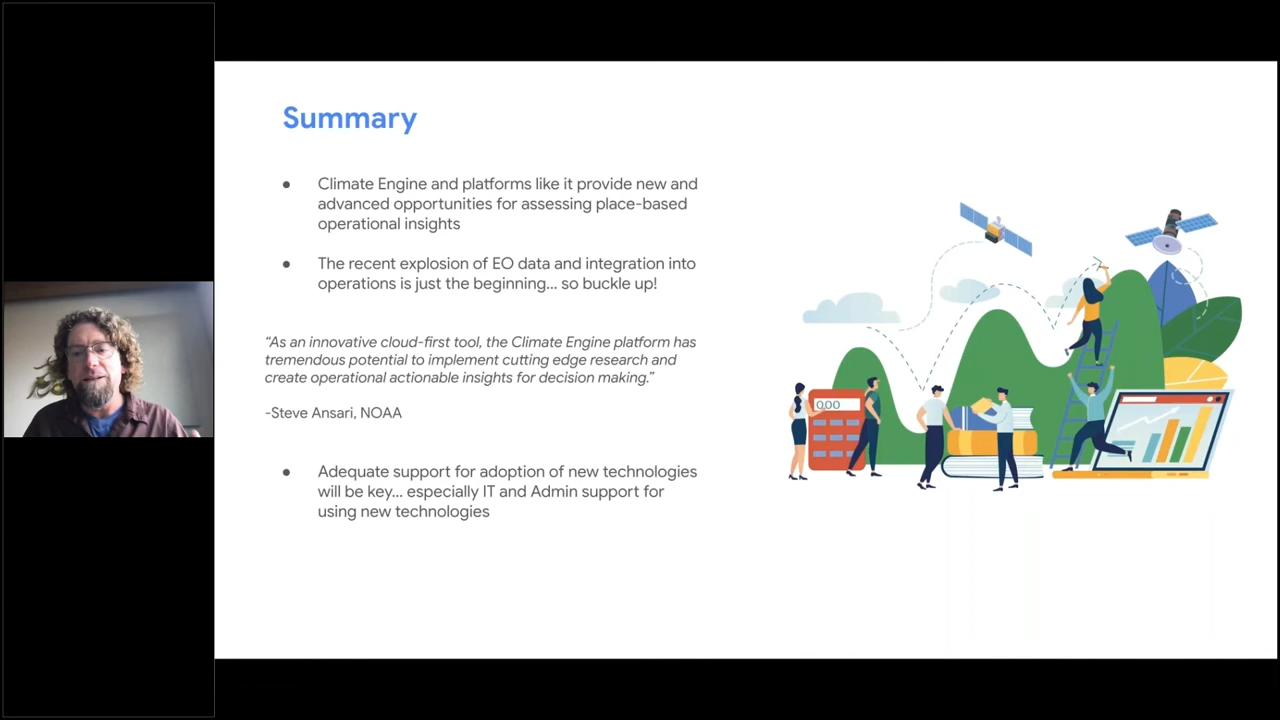 Summary
● Climate Engine and platforms like it provide new and
advanced opportunities for assessing place-based
operational insights
● The recent explosion of EO data and integration into
operations is just the beginning... so buckle up!
“As an innovative cloud-first tool, the Climate Engine platform has
tremendous potential to implement cutting edge research and
create operational actionable insights for decision making.”
-Steve Ansari, NOAA
● Adequate support for adoption of new technologies
will be key... especially IT and Admin support for
using new technologies
000